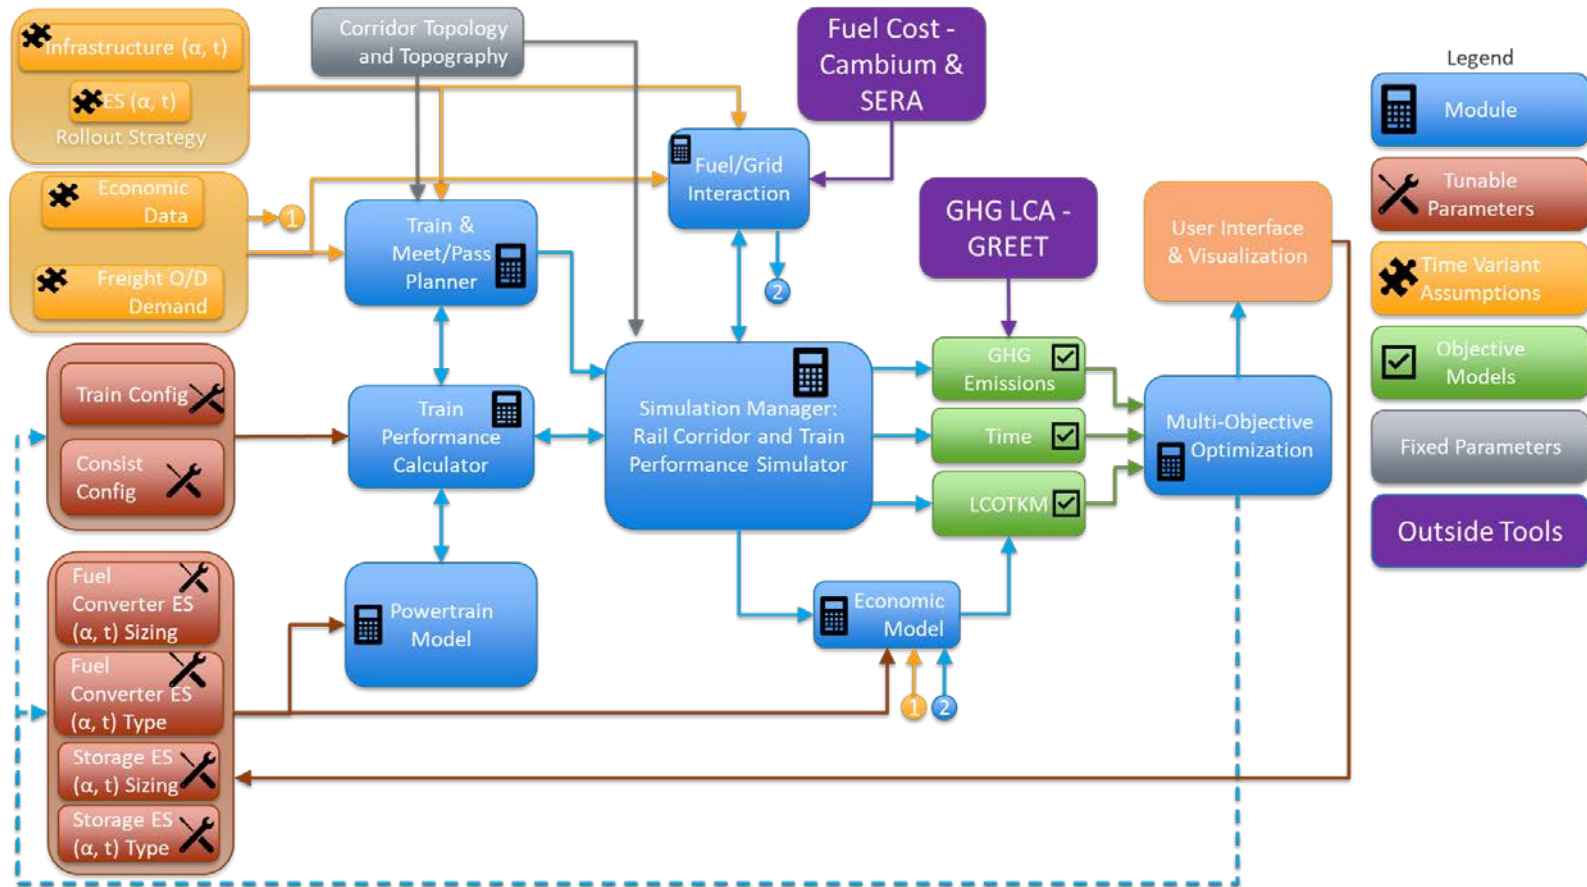 Infrastructure (α, t)
ES (α, t)
Rollout Strategy
Economic
Data
1
Freight O/D
Demand
Corridor Topology
and Topography
Fuel Cost -
Cambium &
SERA
Fuel/Grid
Interaction
2
Train &
Meet/Pass
Planner
GHG LCA -
GREET
User Interface
& Visualization
Train Config
Consist
Config
Train
Performance
Calculator
Simulation Manager:
Rail Corridor and Train
Performance Simulator
GHG
Emissions
Time
LCOTKM
Multi-Objective
Optimization
Fuel
Converter ES
(α, t) Sizing
Fuel
Converter ES
(α, t) Type
Storage ES
(α, t) Sizing
Storage ES
(α, t) Type
Powertrain
Model
Economic
Model
1
2
Legend
Module
Tunable
Parameters
Time Variant
Assumptions
Objective
Models
Fixed Parameters
Outside Tools